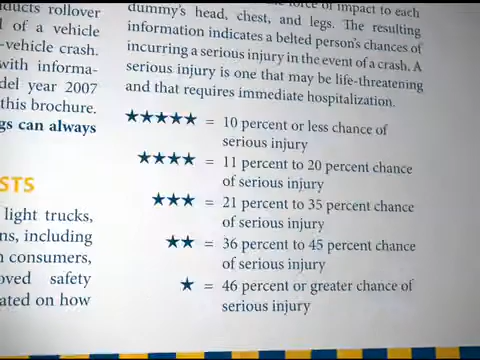 ducts rollover
of a vehicle
-vehicle crash.
with informa-
del year 2007
this brochure.
gs can always
STS
light trucks,
ns, including
consumers,
oved safety
ated on how
force of impact to each
dummy's head, chest, and legs. The resulting
information indicates a belted person's chances of
incurring a serious injury in the event of a crash. A
serious injury is one that may be life-threatening
and that requires immediate hospitalization.
★★★★★ = 10 percent or less chance of
serious injury
★★★★ = 11 percent to 20 percent chance
of serious injury
★★★ = 21 percent to 35 percent chance
of serious injury
★★ = 36 percent to 45 percent chance
of serious injury
★ = 46 percent or greater chance of
serious injury